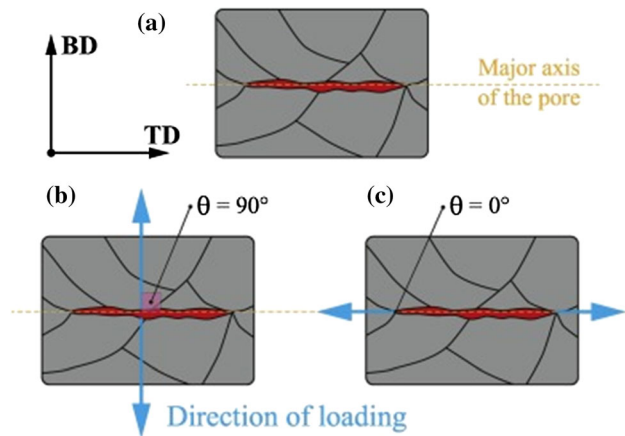 (a)
BD
TD
Major axis
of the pore
(b)
θ = 90°
(c)
θ = 0°
Direction of loading